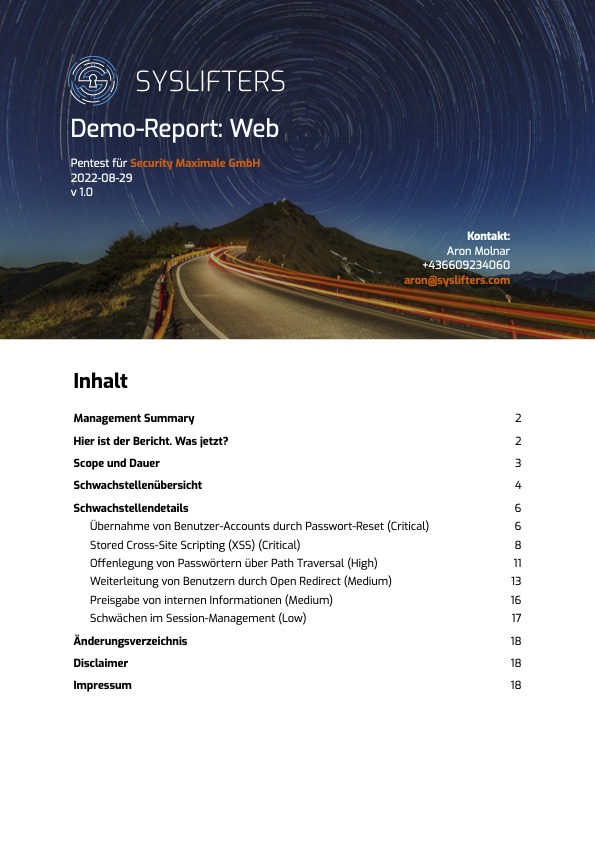 SYSLIFTERS
Demo-Report: Web
Pentest für Security Maximale GmbH
2022-08-29
v 1.0
Kontakt:
Aron Molnar
+436609234060
aron@syslifters.com
Inhalt
Management Summary 2
Hier ist der Bericht. Was jetzt? 2
Scope und Dauer 3
Schwachstellenübersicht 4
Schwachstellendetails 6
Übernahme von Benutzer-Accounts durch Passwort-Reset (Critical) 6
Stored Cross-Site Scripting (XSS) (Critical) 8
Offenlegung von Passwörtern über Path Traversal (High) 11
Weiterleitung von Benutzern durch Open Redirect (Medium) 13
Preisgabe von internen Informationen (Medium) 16
Schwächen im Session-Management (Low) 17
Änderungsverzeichnis 18
Disclaimer 18
Impressum 18